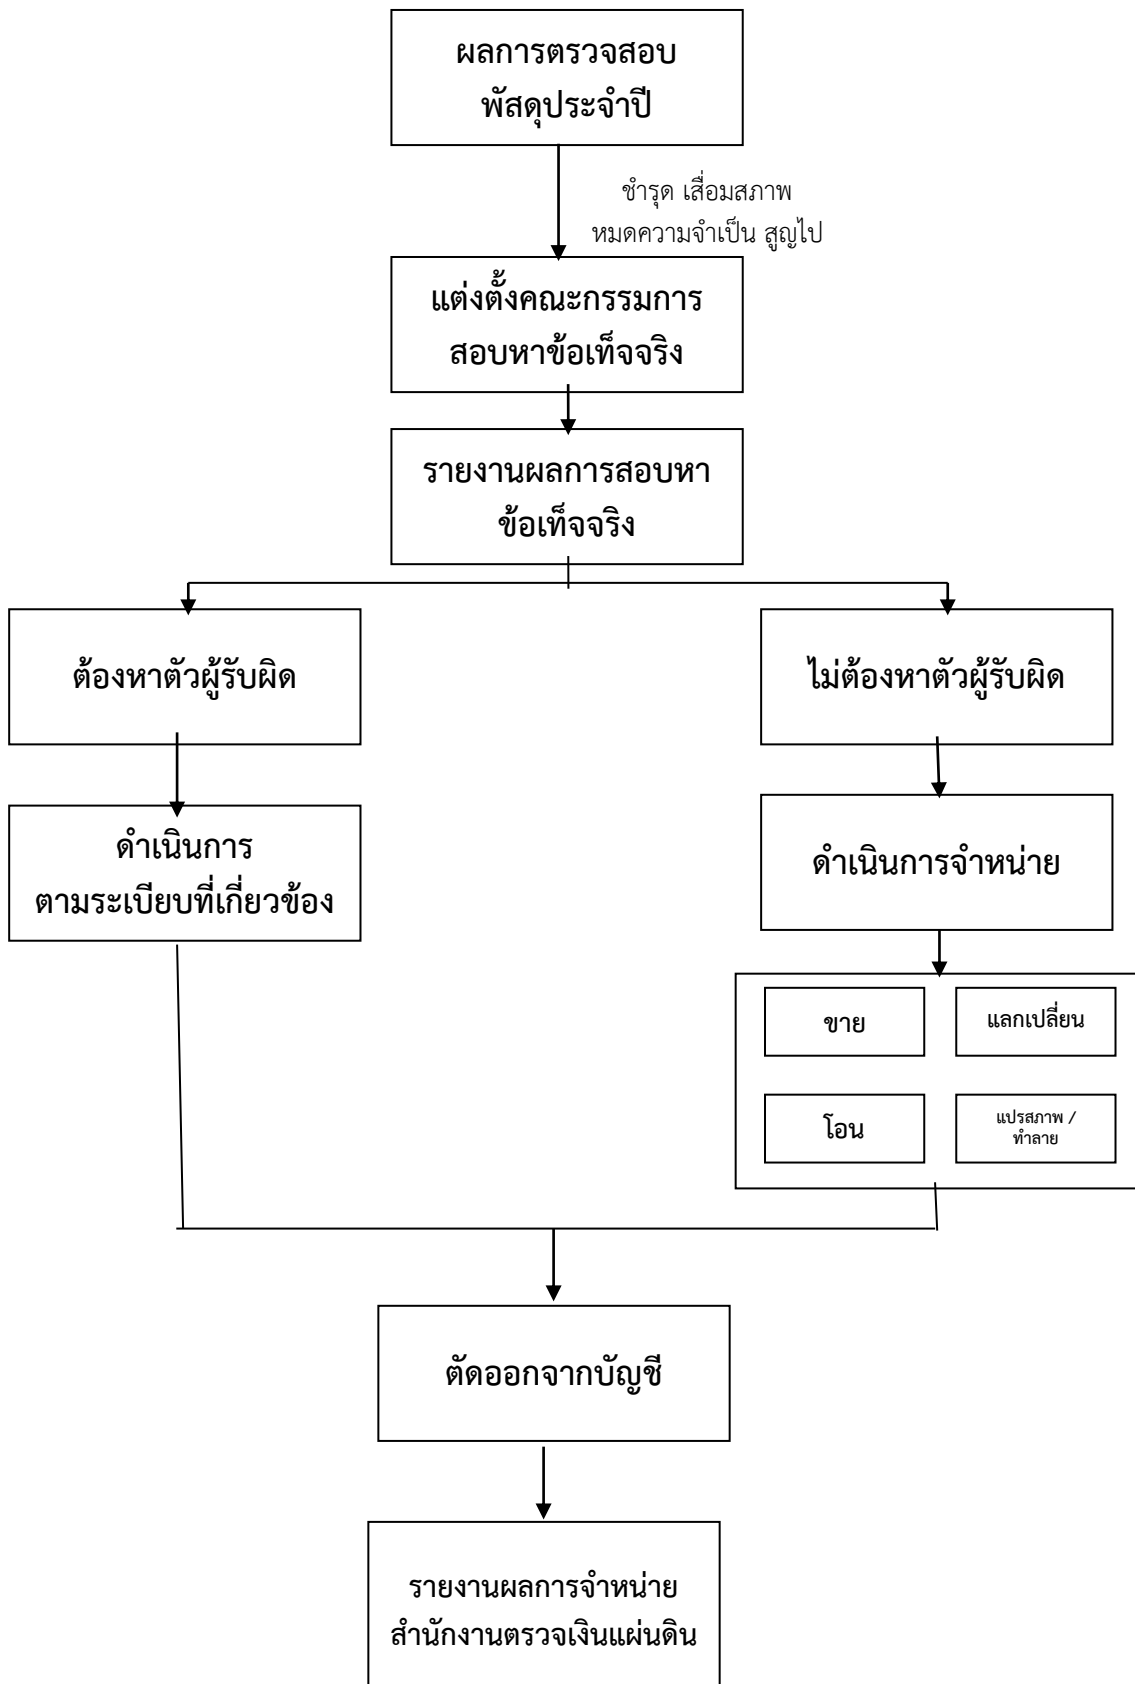 ผลการตรวจสอบ
พัสดุประจำปี
ชำรุด เสื่อมสภาพ
หมดความจำเป็น สูญไป
แต่งตั้งคณะกรรมการ
สอบหาข้อเท็จจริง
รายงานผลการสอบหา
ข้อเท็จจริง
ต้องหาตัวผู้รับผิด
ไม่ต้องหาตัวผู้รับผิด
ดำเนินการ
ตามระเบียบที่เกี่ยวข้อง
ดำเนินการจำหน่าย
ขาย
แลกเปลี่ยน
โอน
แปรสภาพ /
ทำลาย
ตัดออกจากบัญชี
รายงานผลการจำหน่าย
สำนักงานตรวจเงินแผ่นดิน